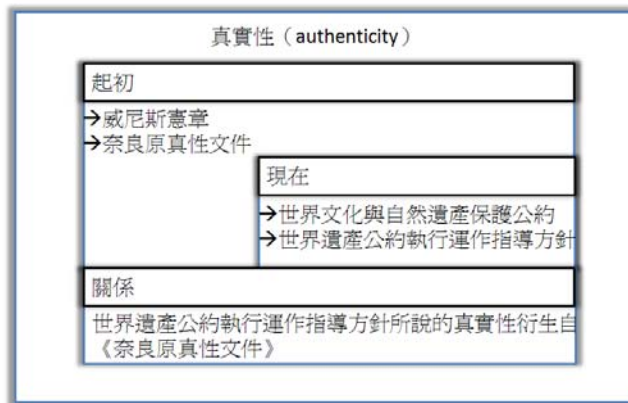 真實性（authenticity）
起初
→威尼斯憲章
→奈良原真性文件
現在
→世界文化與自然遺產保護公約
→世界遺產公約執行運作指導方針
關係
世界遺產公約執行運作指導方針所說的真實性衍生自
《奈良原真性文件》